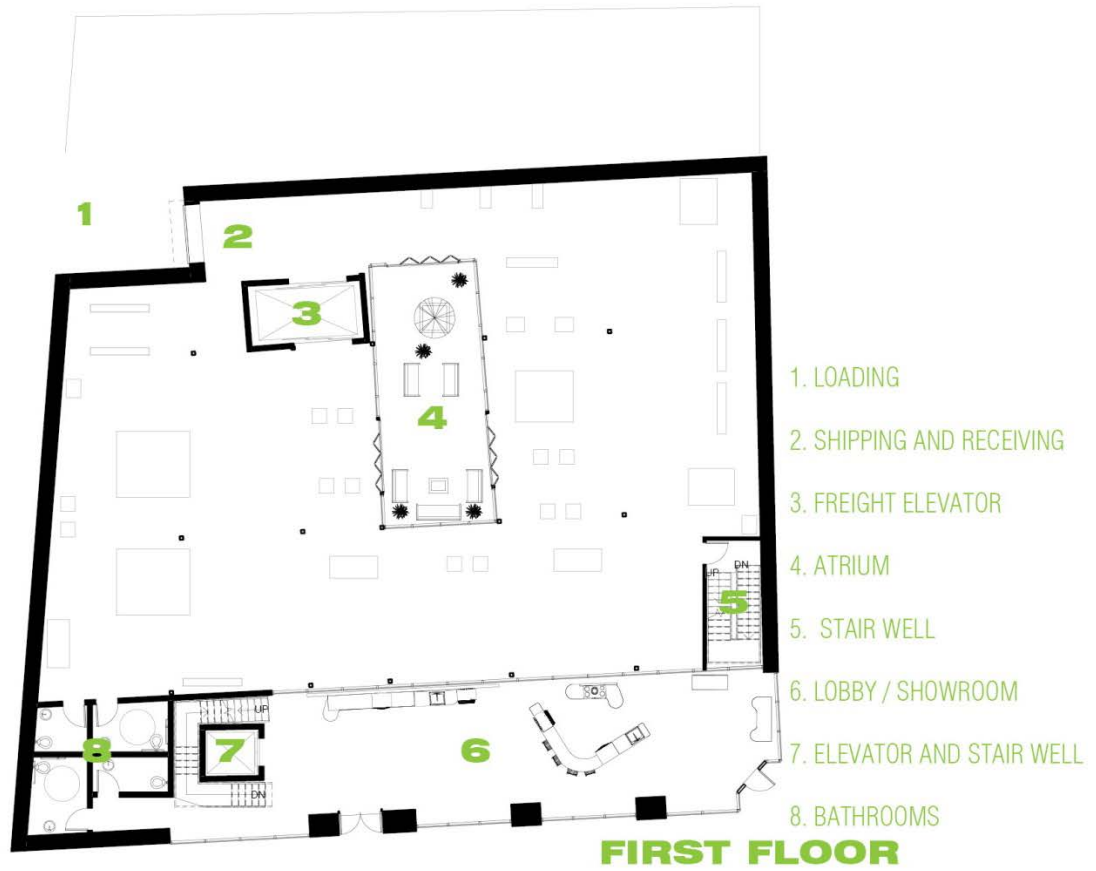 1
2
3
4
1. LOADING
2. SHIPPING AND RECEIVING
3. FREIGHT ELEVATOR
4. ATRIUM
UP
DN
5
5. STAIR WELL
6. LOBBY / SHOWROOM
UP
8
7
6
7. ELEVATOR AND STAIR WELL
DN
8. BATHROOMS
FIRST FLOOR